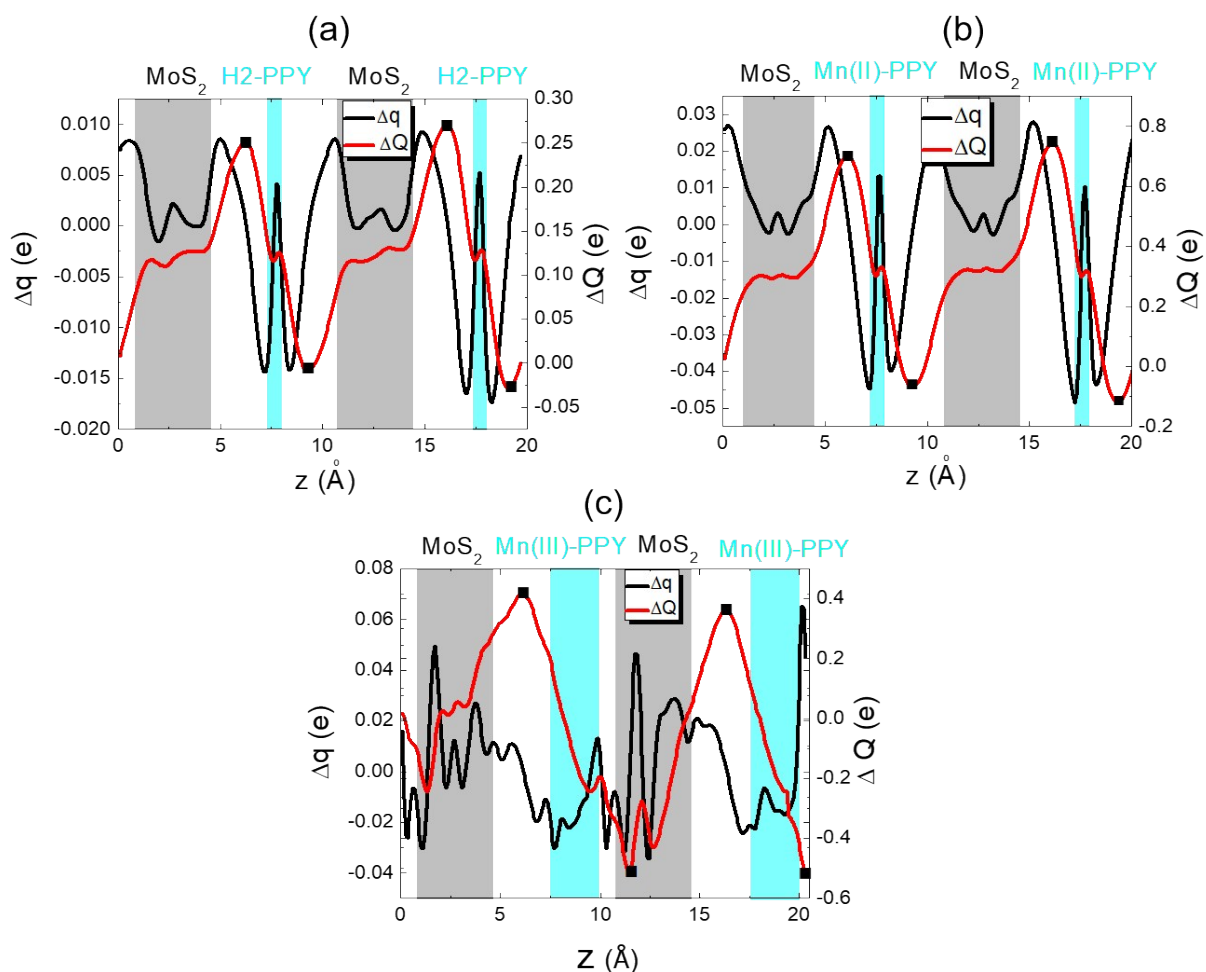 (a)
MoS2 H2-PPY MoS2 H2-PPY
Δq
ΔQ
Δq (e)
0.010
0.005
0.000
-0.005
-0.010
-0.015
-0.020
0.30
0.25
0.20
0.15
0.10
0.05
0.00
-0.05
ΔQ (e)
0 5 10 15 20
z (Å)
(b)
MoS2 Mn(II)-PPY MoS2 Mn(II)-PPY
Δq
ΔQ
Δq (e)
0.03
0.02
0.01
0.00
-0.01
-0.02
-0.03
-0.04
-0.05
0.8
0.6
0.4
0.2
0.0
-0.2
ΔQ (e)
0 5 10 15 20
z (Å)
(c)
MoS2 Mn(III)-PPY MoS2 Mn(III)-PPY
Δq
ΔQ
Δq (e)
0.08
0.06
0.04
0.02
0.00
-0.02
-0.04
0.4
0.2
0.0
-0.2
-0.4
-0.6
Δ Q (e)
0 5 10 15 20
z (Å)